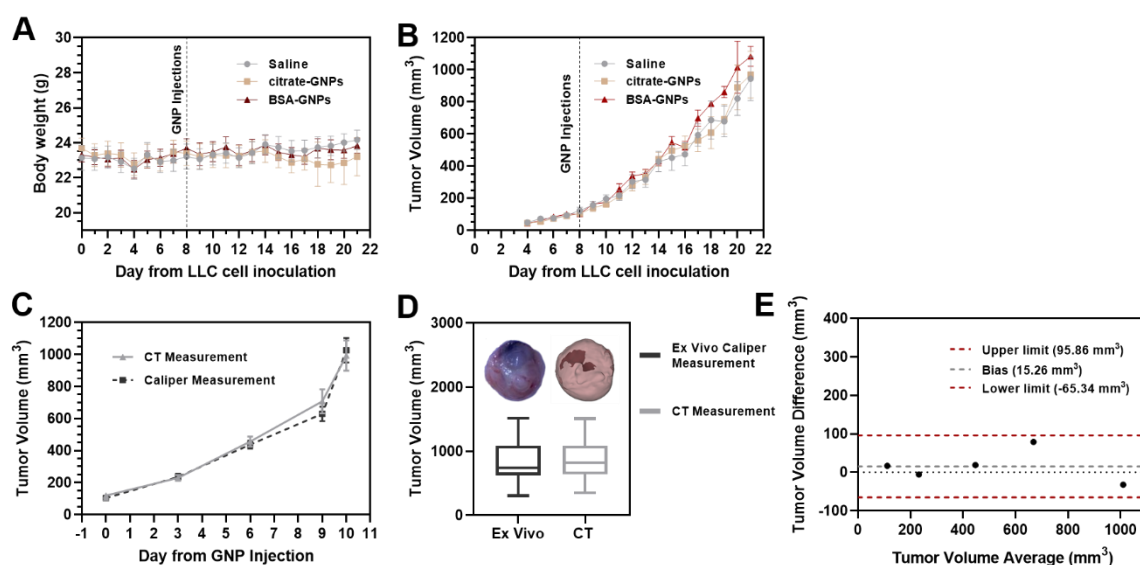 A
Body weight (g)
30
28
26
24
22
20
GNP Injections
Saline
citrate-GNPs
BSA-GNPs
0 2 4 6 8 10 12 14 16 18 20 22
Day from LLC cell inoculation
B
Tumor Volume (mm³)
1200
1000
800
600
400
200
0
GNP Injections
Saline
citrate-GNPs
BSA-GNPs
0 2 4 6 8 10 12 14 16 18 20 22
Day from LLC cell inoculation
C
Tumor Volume (mm³)
1200
1000
800
600
400
200
0
CT Measurement
Caliper Measurement
-1 0 1 2 3 4 5 6 7 8 9 10 11
Day from GNP Injection
D
Tumor Volume (mm³)
3000
2000
1000
0
Ex Vivo CT
Ex Vivo Caliper
Measurement
CT Measurement
E
Tumor Volume Difference (mm³)
400
300
200
100
0
-100
Upper limit (95.86 mm³)
Bias (15.26 mm³)
Lower limit (-65.34 mm³)
0 200 400 600 800 1000
Tumor Volume Average (mm³)